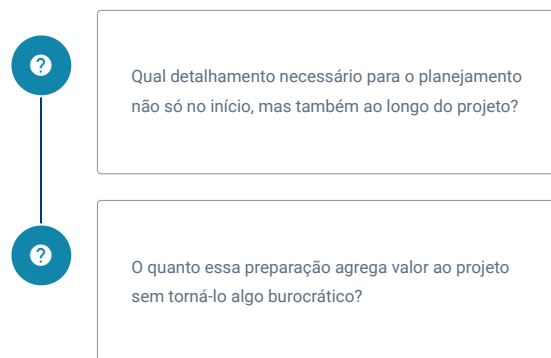 Qual detalhamento necessário para o planejamento
não só no início, mas também ao longo do projeto?
O quanto essa preparação agrega valor ao projeto
sem torná-lo algo burocrático?